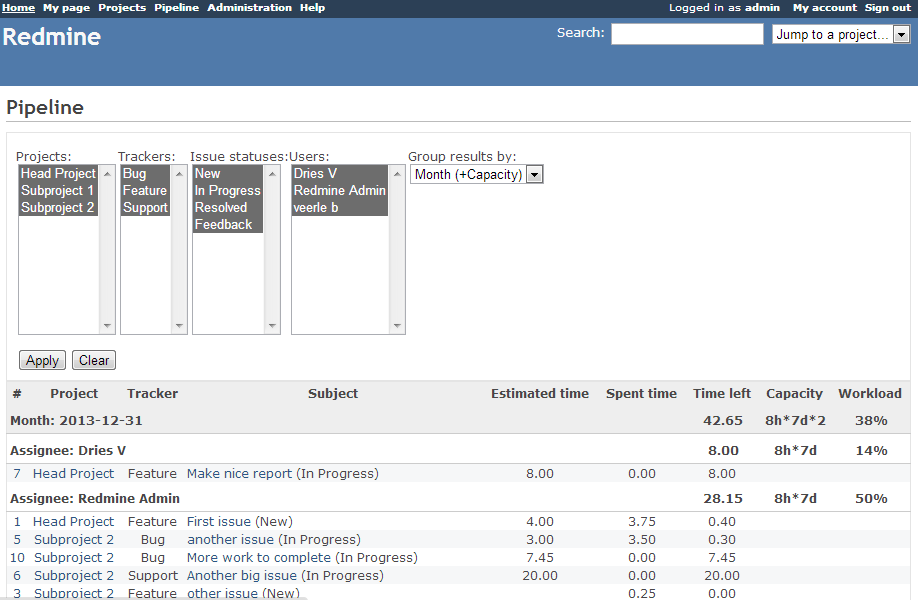 Home My page Projects Pipeline Administration Help Logged in as admin My account Sign out
Redmine Search: Jump to a project...
Pipeline
Projects: Trackers: Issue statuses: Users: Group results by:
Head Project Bug New Dries V Month (+Capacity)
Subproject 1 Feature In Progress Redmine Admin
Subproject 2 Support Resolved veerle b
Feedback
Apply Clear
# Project Tracker Subject Estimated time Spent time Time left Capacity Workload
Month: 2013-12-31 42.65 8h*7d*2 38%
Assignee: Dries V 8.00 8h*7d 14%
7 Head Project Feature Make nice report (In Progress) 8.00 0.00 8.00
Assignee: Redmine Admin 28.15 8h*7d 50%
1 Head Project Feature First issue (New) 4.00 3.75 0.40
5 Subproject 2 Bug another issue (In Progress) 3.00 3.50 0.30
10 Subproject 2 Bug More work to complete (In Progress) 7.45 0.00 7.45
6 Subproject 2 Support Another big issue (In Progress) 20.00 0.00 20.00
3 Subproject 2 Feature other issue (New) 0.25 0.00